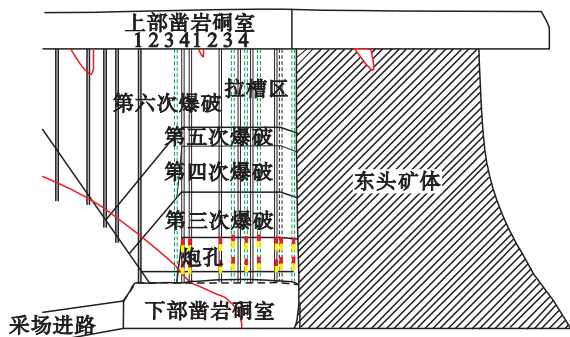 上部凿岩硐室
12341234
拉槽区
第六次爆破
第五次爆破
第四次爆破
东头矿体
第三次爆破
炮孔
下部凿岩硐室
采场进路